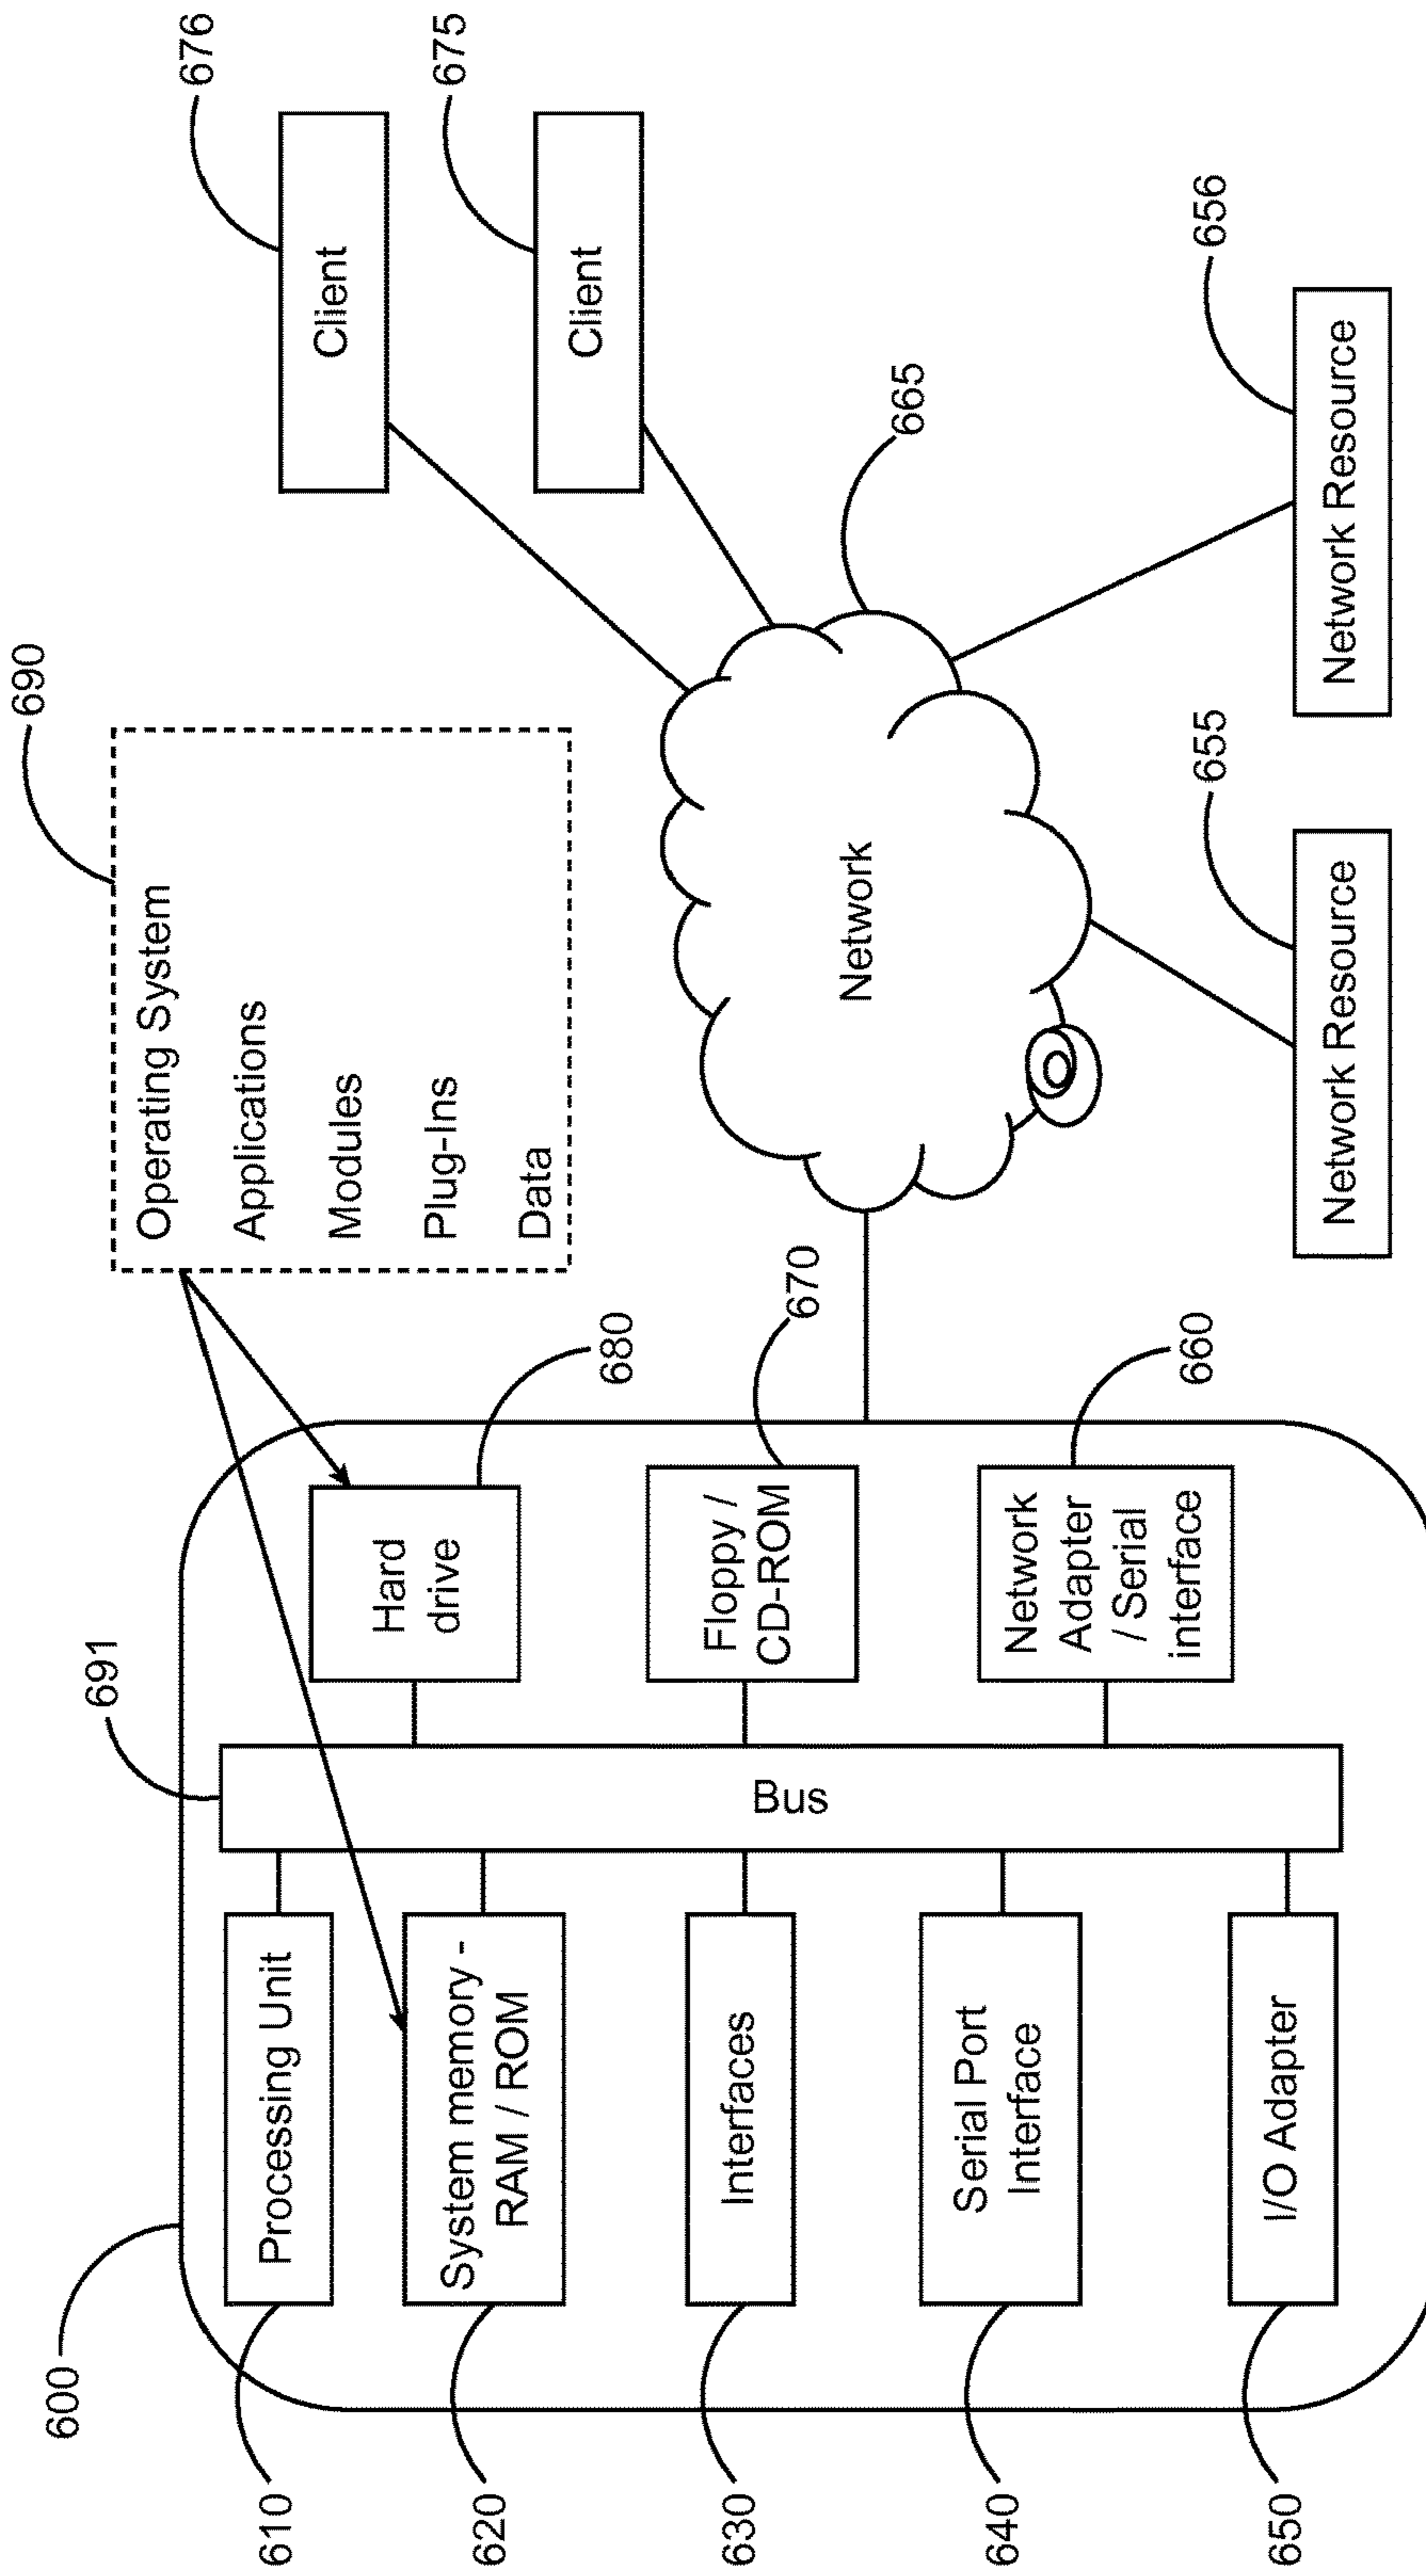 600
610
Processing Unit
620
System memory -
RAM / ROM
630
Interfaces
640
Serial Port
Interface
650
I/O Adapter
691
Bus
Hard
drive
680
Floppy /
CD-ROM
670
Network
Adapter
/ Serial
interface
660
690
Operating System
Applications
Modules
Plug-Ins
Data
Network
665
Client
676
Client
675
Network Resource
655
Network Resource
656